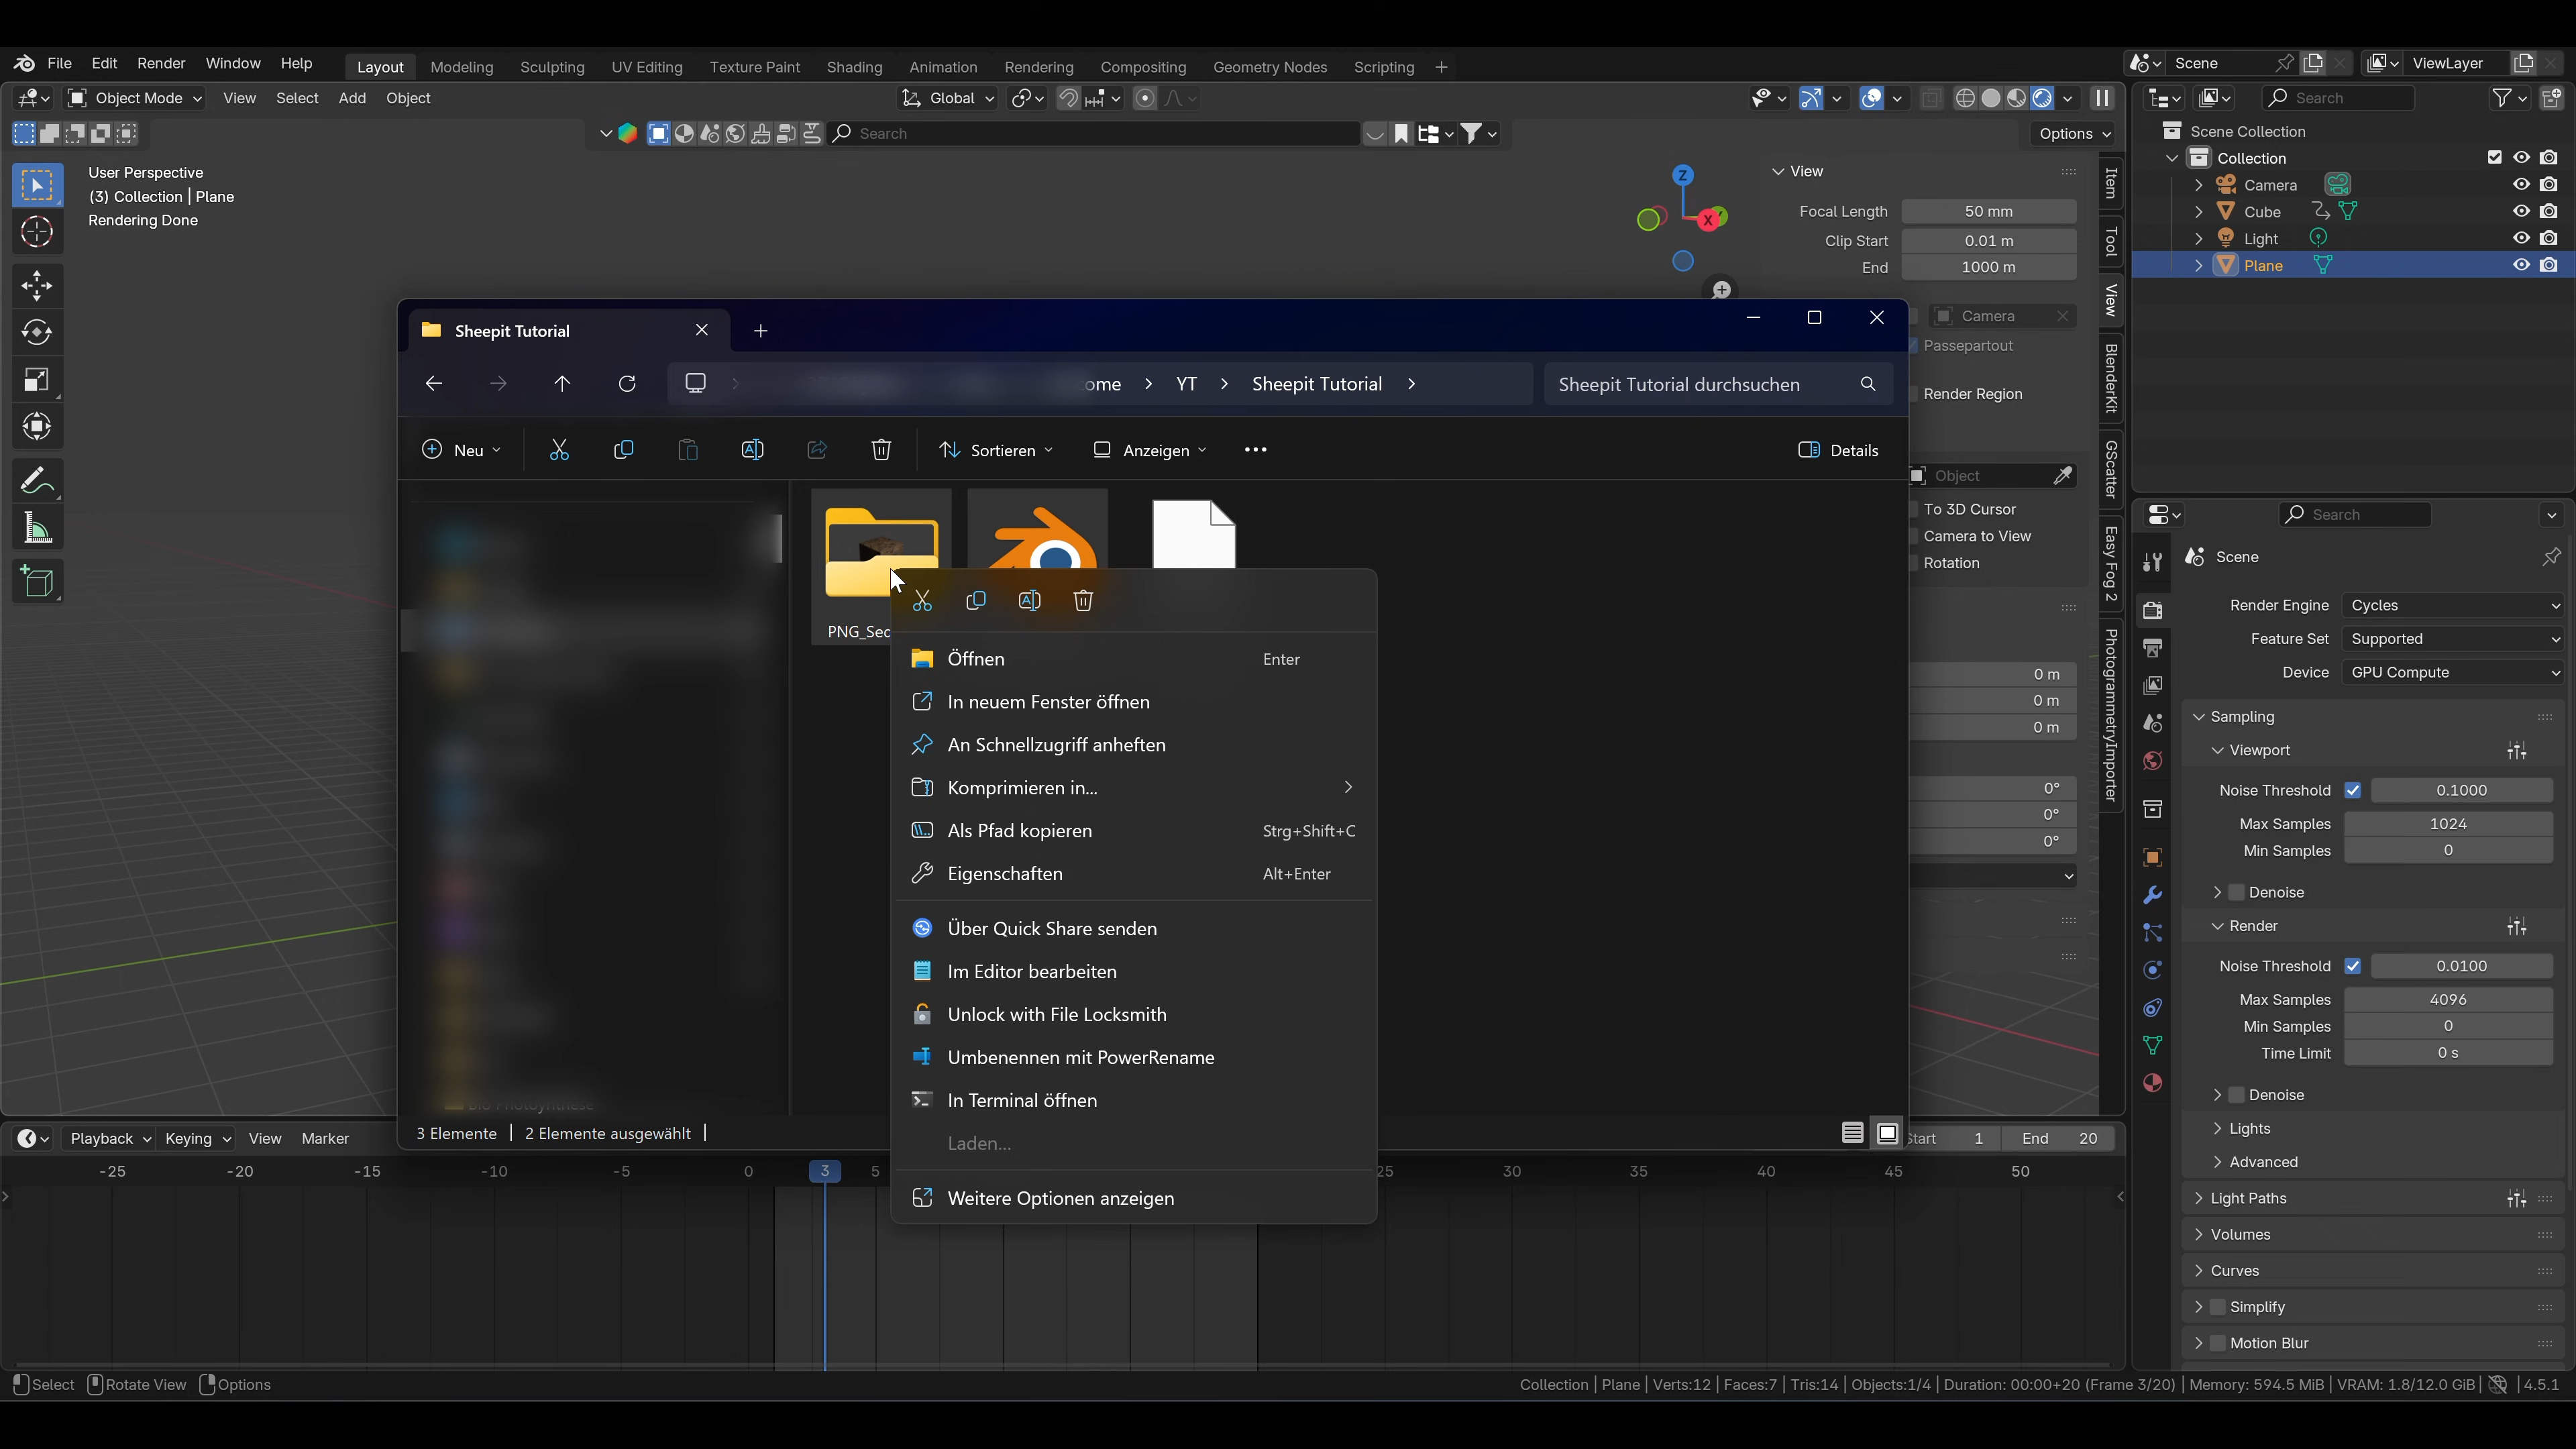 File Edit Render Window Help Layout Modeling Sculpting UV Editing Texture Paint Shading Animation Rendering Compositing Geometry Nodes Scripting + Scene ViewLayer
Object Mode View Select Add Object Global Search
Search Options
User Perspective
(3) Collection | Plane
Rendering Done
Z
X
View
Focal Length 50 mm
Clip Start 0.01 m
End 1000 m
Camera
Passepartout
Render Region
Object
To 3D Cursor
Camera to View
Rotation
0 m
0 m
0 m
0°
0°
0°
Item
Tool
View
BlenderKit
GScatter
Easy Fog 2
PhotogrammetryImporter
Scene Collection
Collection
Camera
Cube
Light
Plane
Sheepit Tutorial
ome > YT > Sheepit Tutorial > Sheepit Tutorial durchsuchen
Neu Sortieren Anzeigen Details
PNG_Sec
Öffnen Enter
In neuem Fenster öffnen
An Schnellzugriff anheften
Komprimieren in...
Als Pfad kopieren Strg+Shift+C
Eigenschaften Alt+Enter
Über Quick Share senden
Im Editor bearbeiten
Unlock with File Locksmith
Umbenennen mit PowerRename
In Terminal öffnen
Laden...
Weitere Optionen anzeigen
3 Elemente | 2 Elemente ausgewählt |
Search
Scene
Render Engine Cycles
Feature Set Supported
Device GPU Compute
Sampling
Viewport
Noise Threshold 0.1000
Max Samples 1024
Min Samples 0
Denoise
Render
Noise Threshold 0.0100
Max Samples 4096
Min Samples 0
Time Limit 0 s
Denoise
Lights
Advanced
Light Paths
Volumes
Curves
Simplify
Motion Blur
Playback Keying View Marker Start 1 End 20
-25 -20 -15 -10 -5 0 3 5 25 30 35 40 45 50
Select Rotate View Options Collection | Plane | Verts:12 | Faces:7 | Tris:14 | Objects:1/4 | Duration: 00:00+20 (Frame 3/20) | Memory: 594.5 MiB | VRAM: 1.8/12.0 GiB | 4.5.1